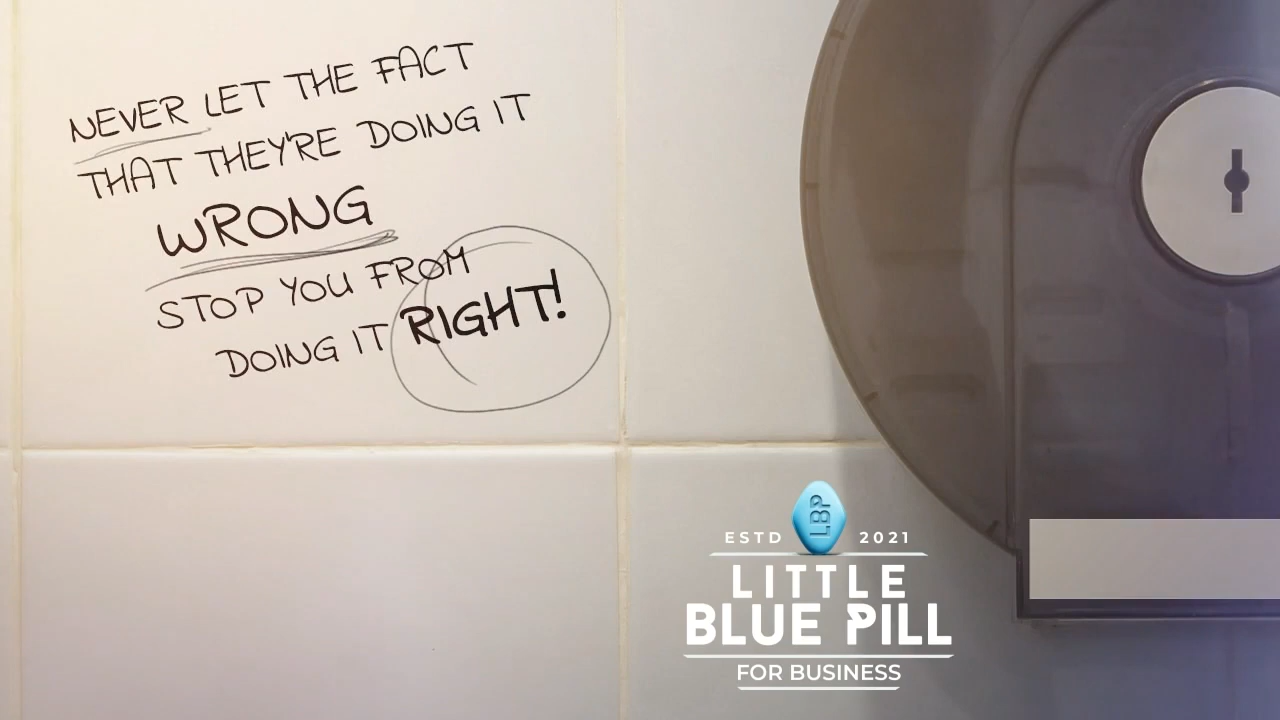 NEVER LET THE FACT
THAT THEY'RE DOING IT
WRONG
STOP YOU FROM
DOING IT RIGHT!
LBP
ESTD 2021
LITTLE
BLUE PILL
FOR BUSINESS